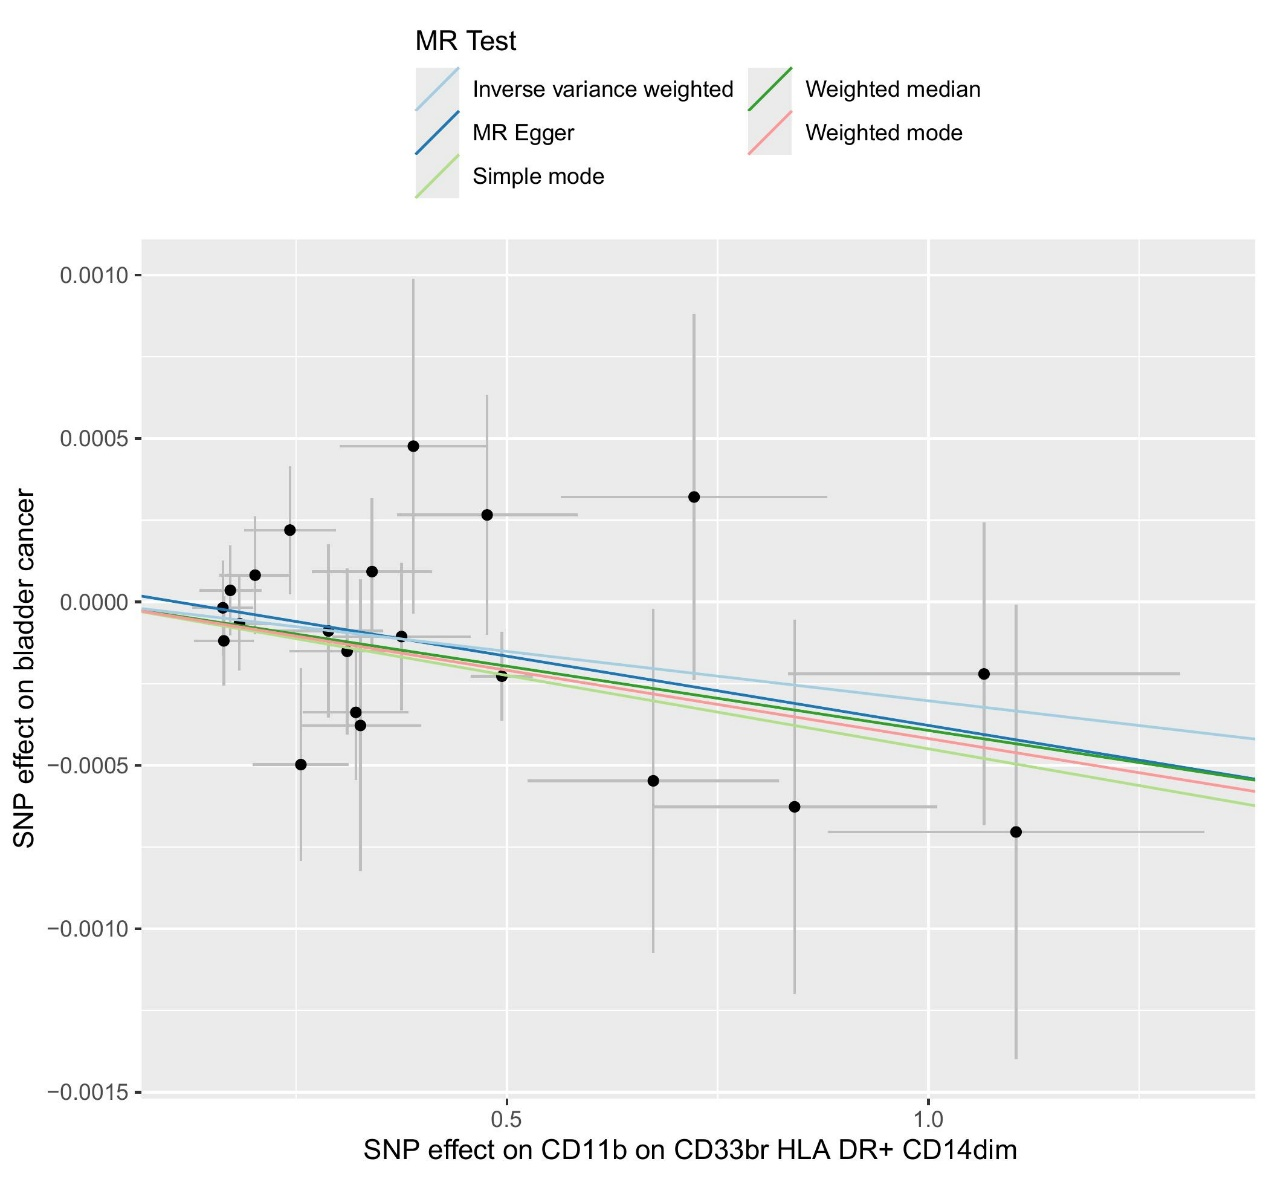 MR Test
Inverse variance weighted
Weighted median
MR Egger
Weighted mode
Simple mode
0.0010
0.0005
0.0000
−0.0005
−0.0010
−0.0015
SNP effect on bladder cancer
0.5
1.0
SNP effect on CD11b on CD33br HLA DR+ CD14dim